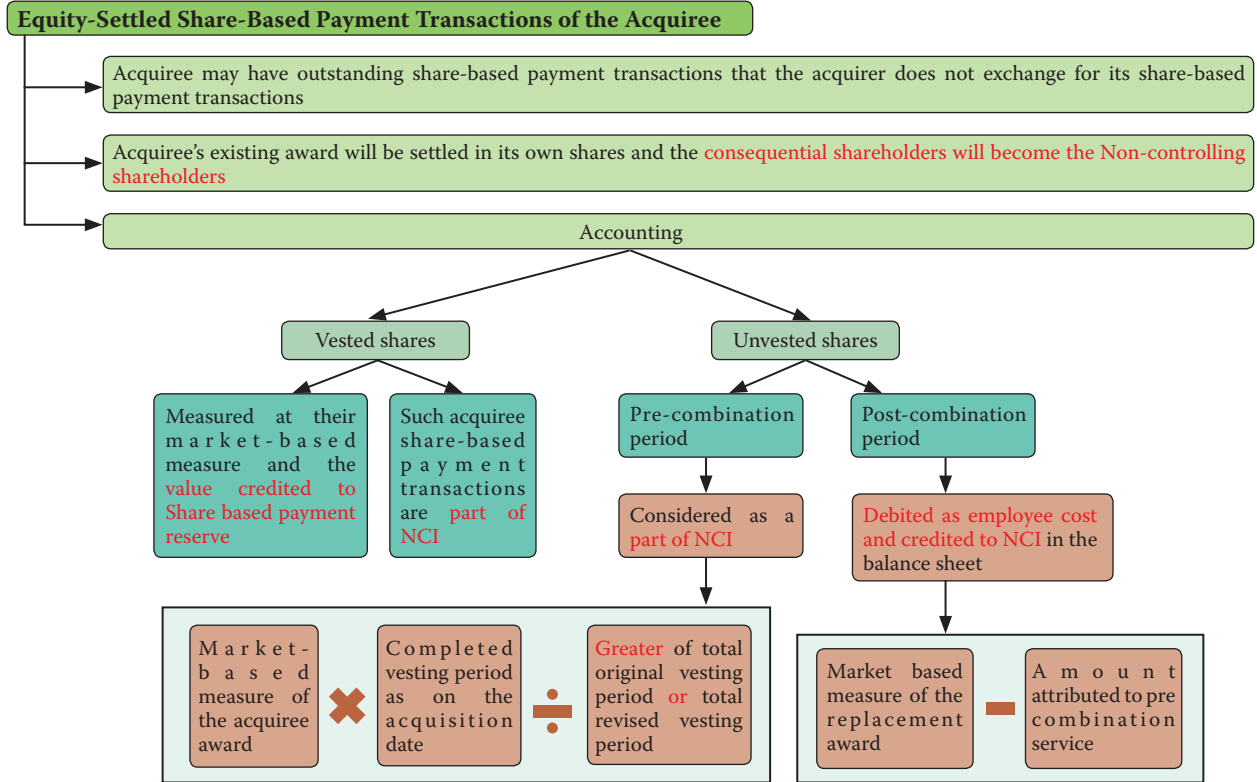 Equity-Settled Share-Based Payment Transactions of the Acquiree
Acquiree may have outstanding share-based payment transactions that the acquirer does not exchange for its share-based
payment transactions
Acquiree's existing award will be settled in its own shares and the consequential shareholders will become the Non-controlling
shareholders
Accounting
Vested shares
Unvested shares
Measured at their
market-based
measure and the
value credited to
Share based payment
reserve
Such acquiree
share-based
payment
transactions
are part of
NCI
Pre-combination
period
Post-combination
period
Considered as a
part of NCI
Debited as employee cost
and credited to NCI in the
balance sheet
Market-
based
measure of
the acquiree
award
Completed
vesting period
as on the
acquisition
date
Greater of total
original vesting
period or total
revised vesting
period
Market based
measure of the
replacement
award
Amount
attributed to pre
combination
service